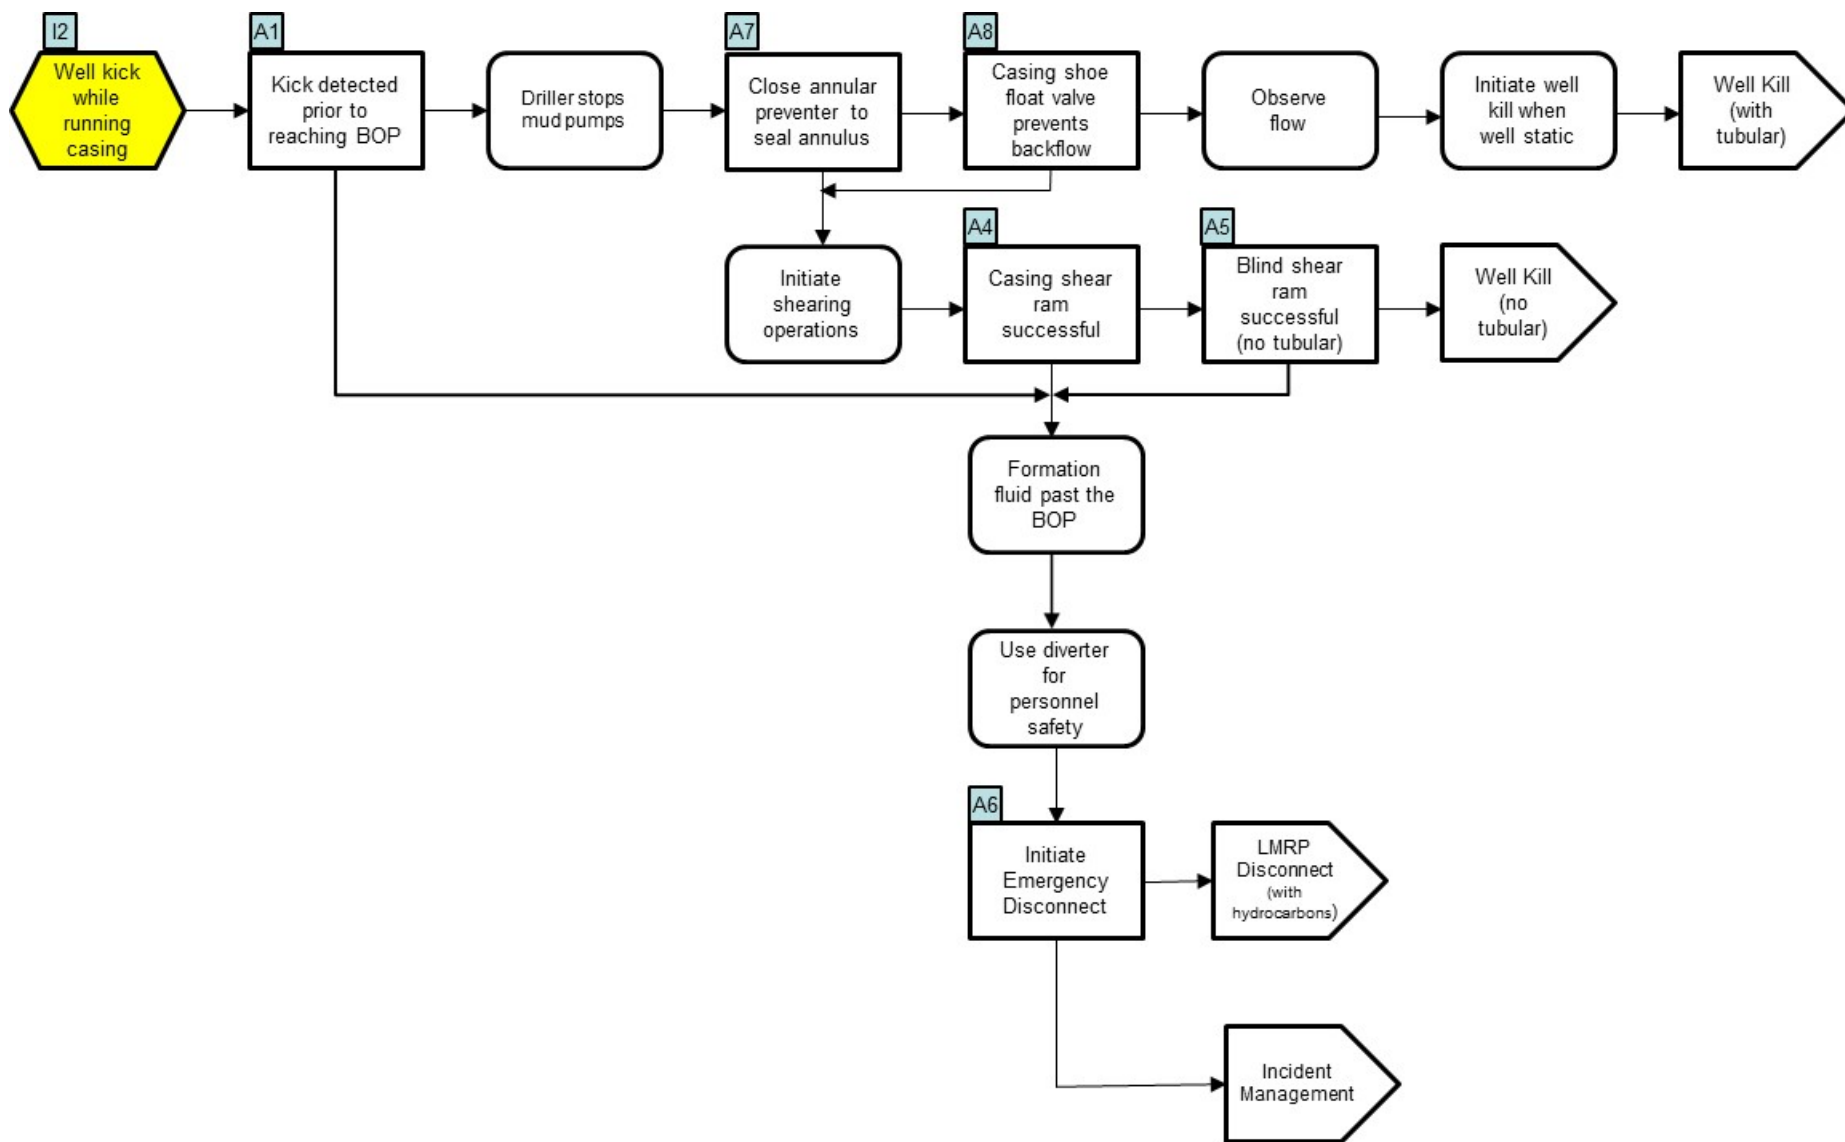 I2
Well kick
while
running
casing
A1
Kick detected
prior to
reaching BOP
Driller stops
mud pumps
A7
Close annular
preventer to
seal annulus
A8
Casing shoe
float valve
prevents
backflow
Observe
flow
Initiate well
kill when
well static
Well Kill
(with
tubular)
Initiate
shearing
operations
A4
Casing shear
ram
successful
A5
Blind shear
ram
successful
(no tubular)
Well Kill
(no
tubular)
Formation
fluid past the
BOP
Use diverter
for
personnel
safety
A6
Initiate
Emergency
Disconnect
LMRP
Disconnect
(with
hydrocarbons)
Incident
Management